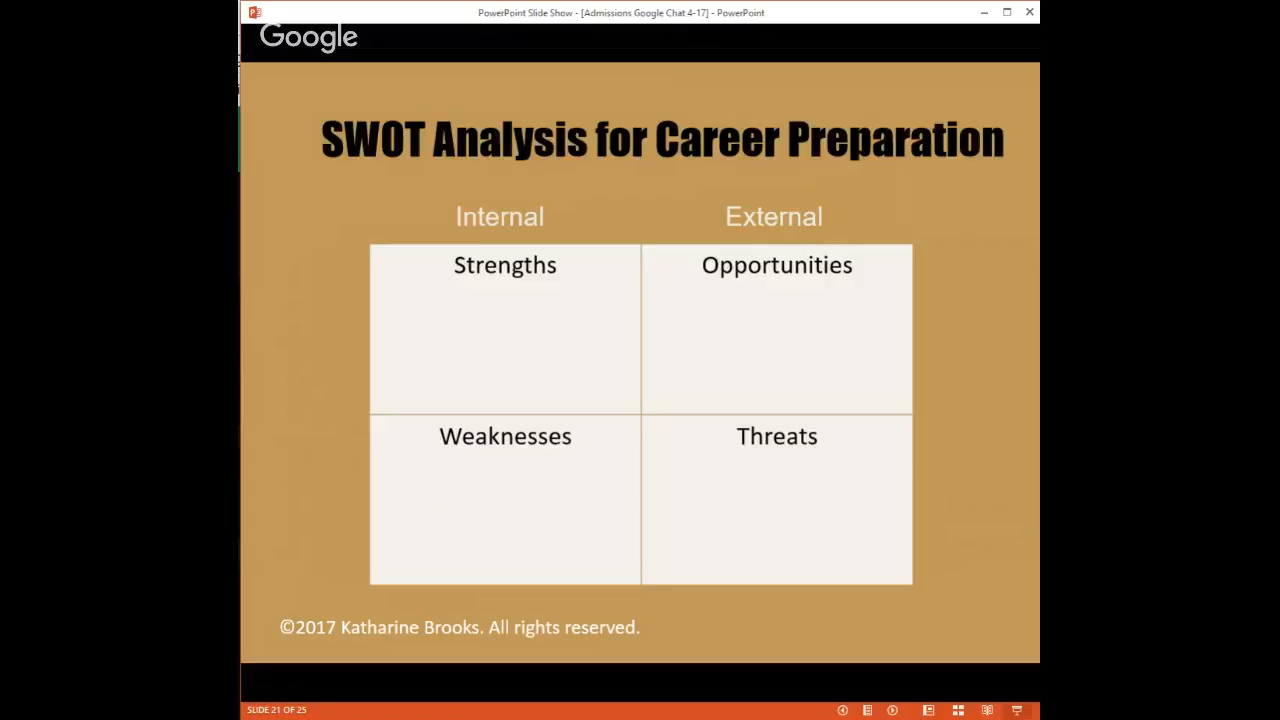 PowerPoint Slide Show - [Admissions Google Chat.4-17] - PowerPoint
Google
SWOT Analysis for Career Preparation
Internal External
Strengths Opportunities
Weaknesses Threats
©2017 Katharine Brooks. All rights reserved.
SLIDE 21 OF 25